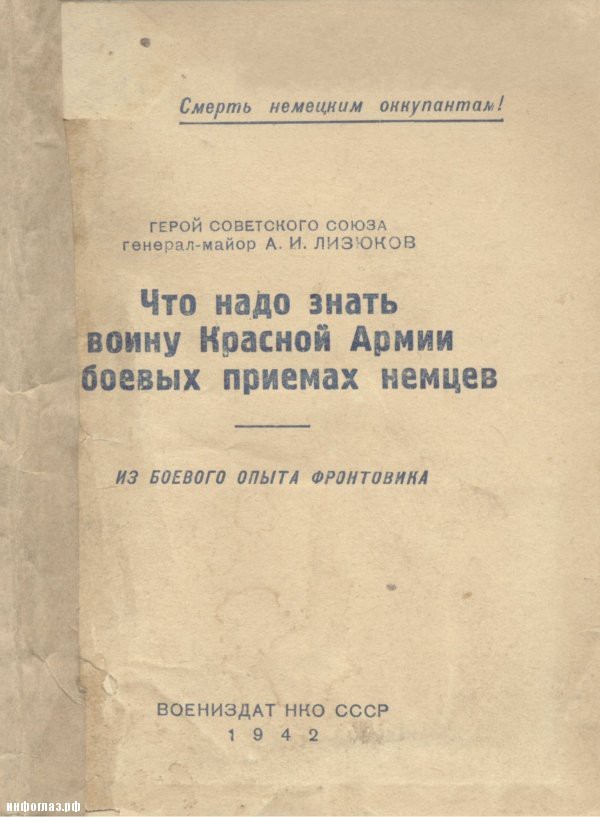 Смерть немецким оккупантам!
ГЕРОЙ СОВЕТСКОГО СОЮЗА
генерал-майор А. И. ЛИЗЮКОВ
Что надо знать
воину Красной Армии
боевых приемах немцев
ИЗ БОЕВОГО ОПЫТА ФРОНТОВИКА
ВОЕНИЗДАТ НКО СССР
1942
инфоглаз.рф